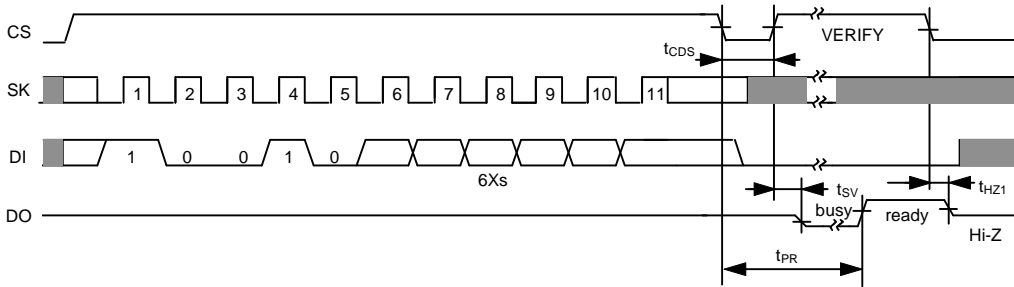 CS
VERIFY
tCDS
SK
1 2 3 4 5 6 7 8 9 10 11
DI
1 0 0 1 0
6Xs
tSV
tHZ1
DO
busy
ready
Hi-Z
tPR